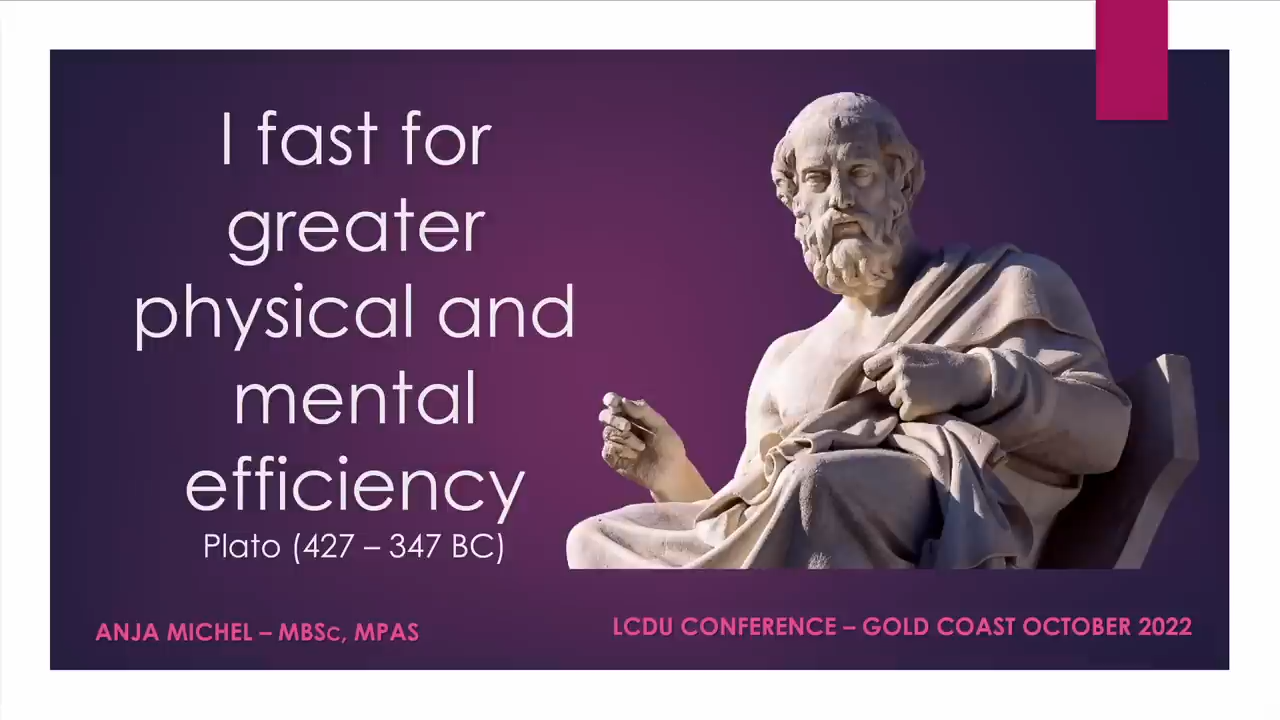 I fast for
greater
physical and
mental
efficiency
Plato (427 – 347 BC)
ANJA MICHEL – MBSC, MPAS
LCDU CONFERENCE – GOLD COAST OCTOBER 2022